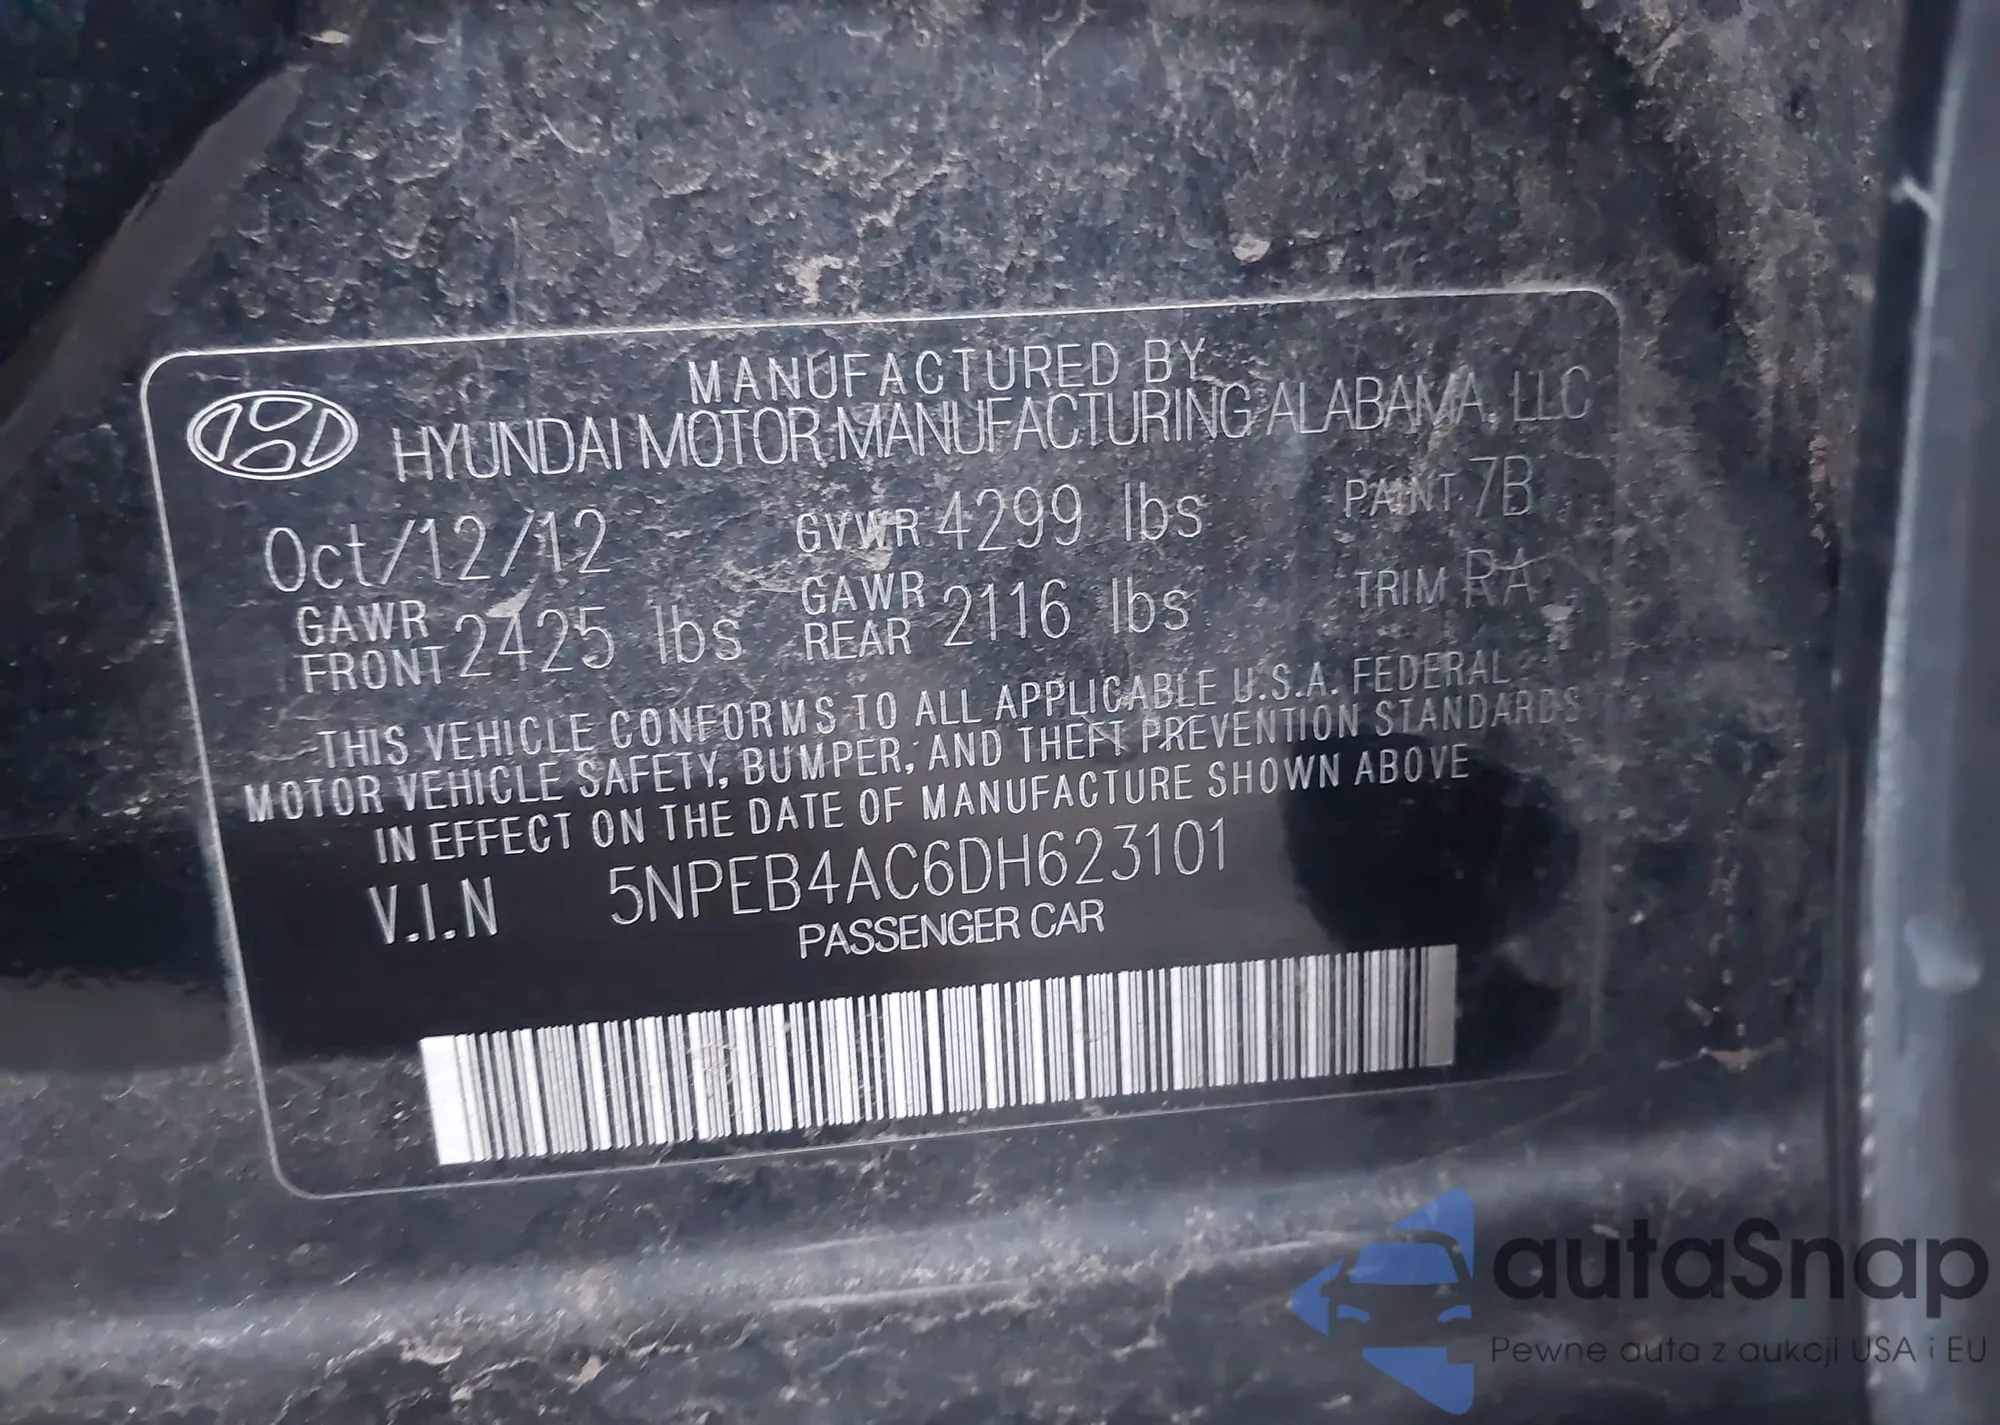 MANUFACTURED BY
HYUNDAI MOTOR MANUFACTURING ALABAMA, LLC
Oct/12/12 GVWR 4299 lbs PAINT 7B
GAWR FRONT 2425 lbs GAWR REAR 2116 lbs TRIM RA
THIS VEHICLE CONFORMS TO ALL APPLICABLE U.S.A. FEDERAL
MOTOR VEHICLE SAFETY, BUMPER, AND THEFT PREVENTION STANDARDS
IN EFFECT ON THE DATE OF MANUFACTURE SHOWN ABOVE
V.I.N 5NPEB4AC6DH623101
PASSENGER CAR
autaSnap
Pewne auta z aukcji USA i EU